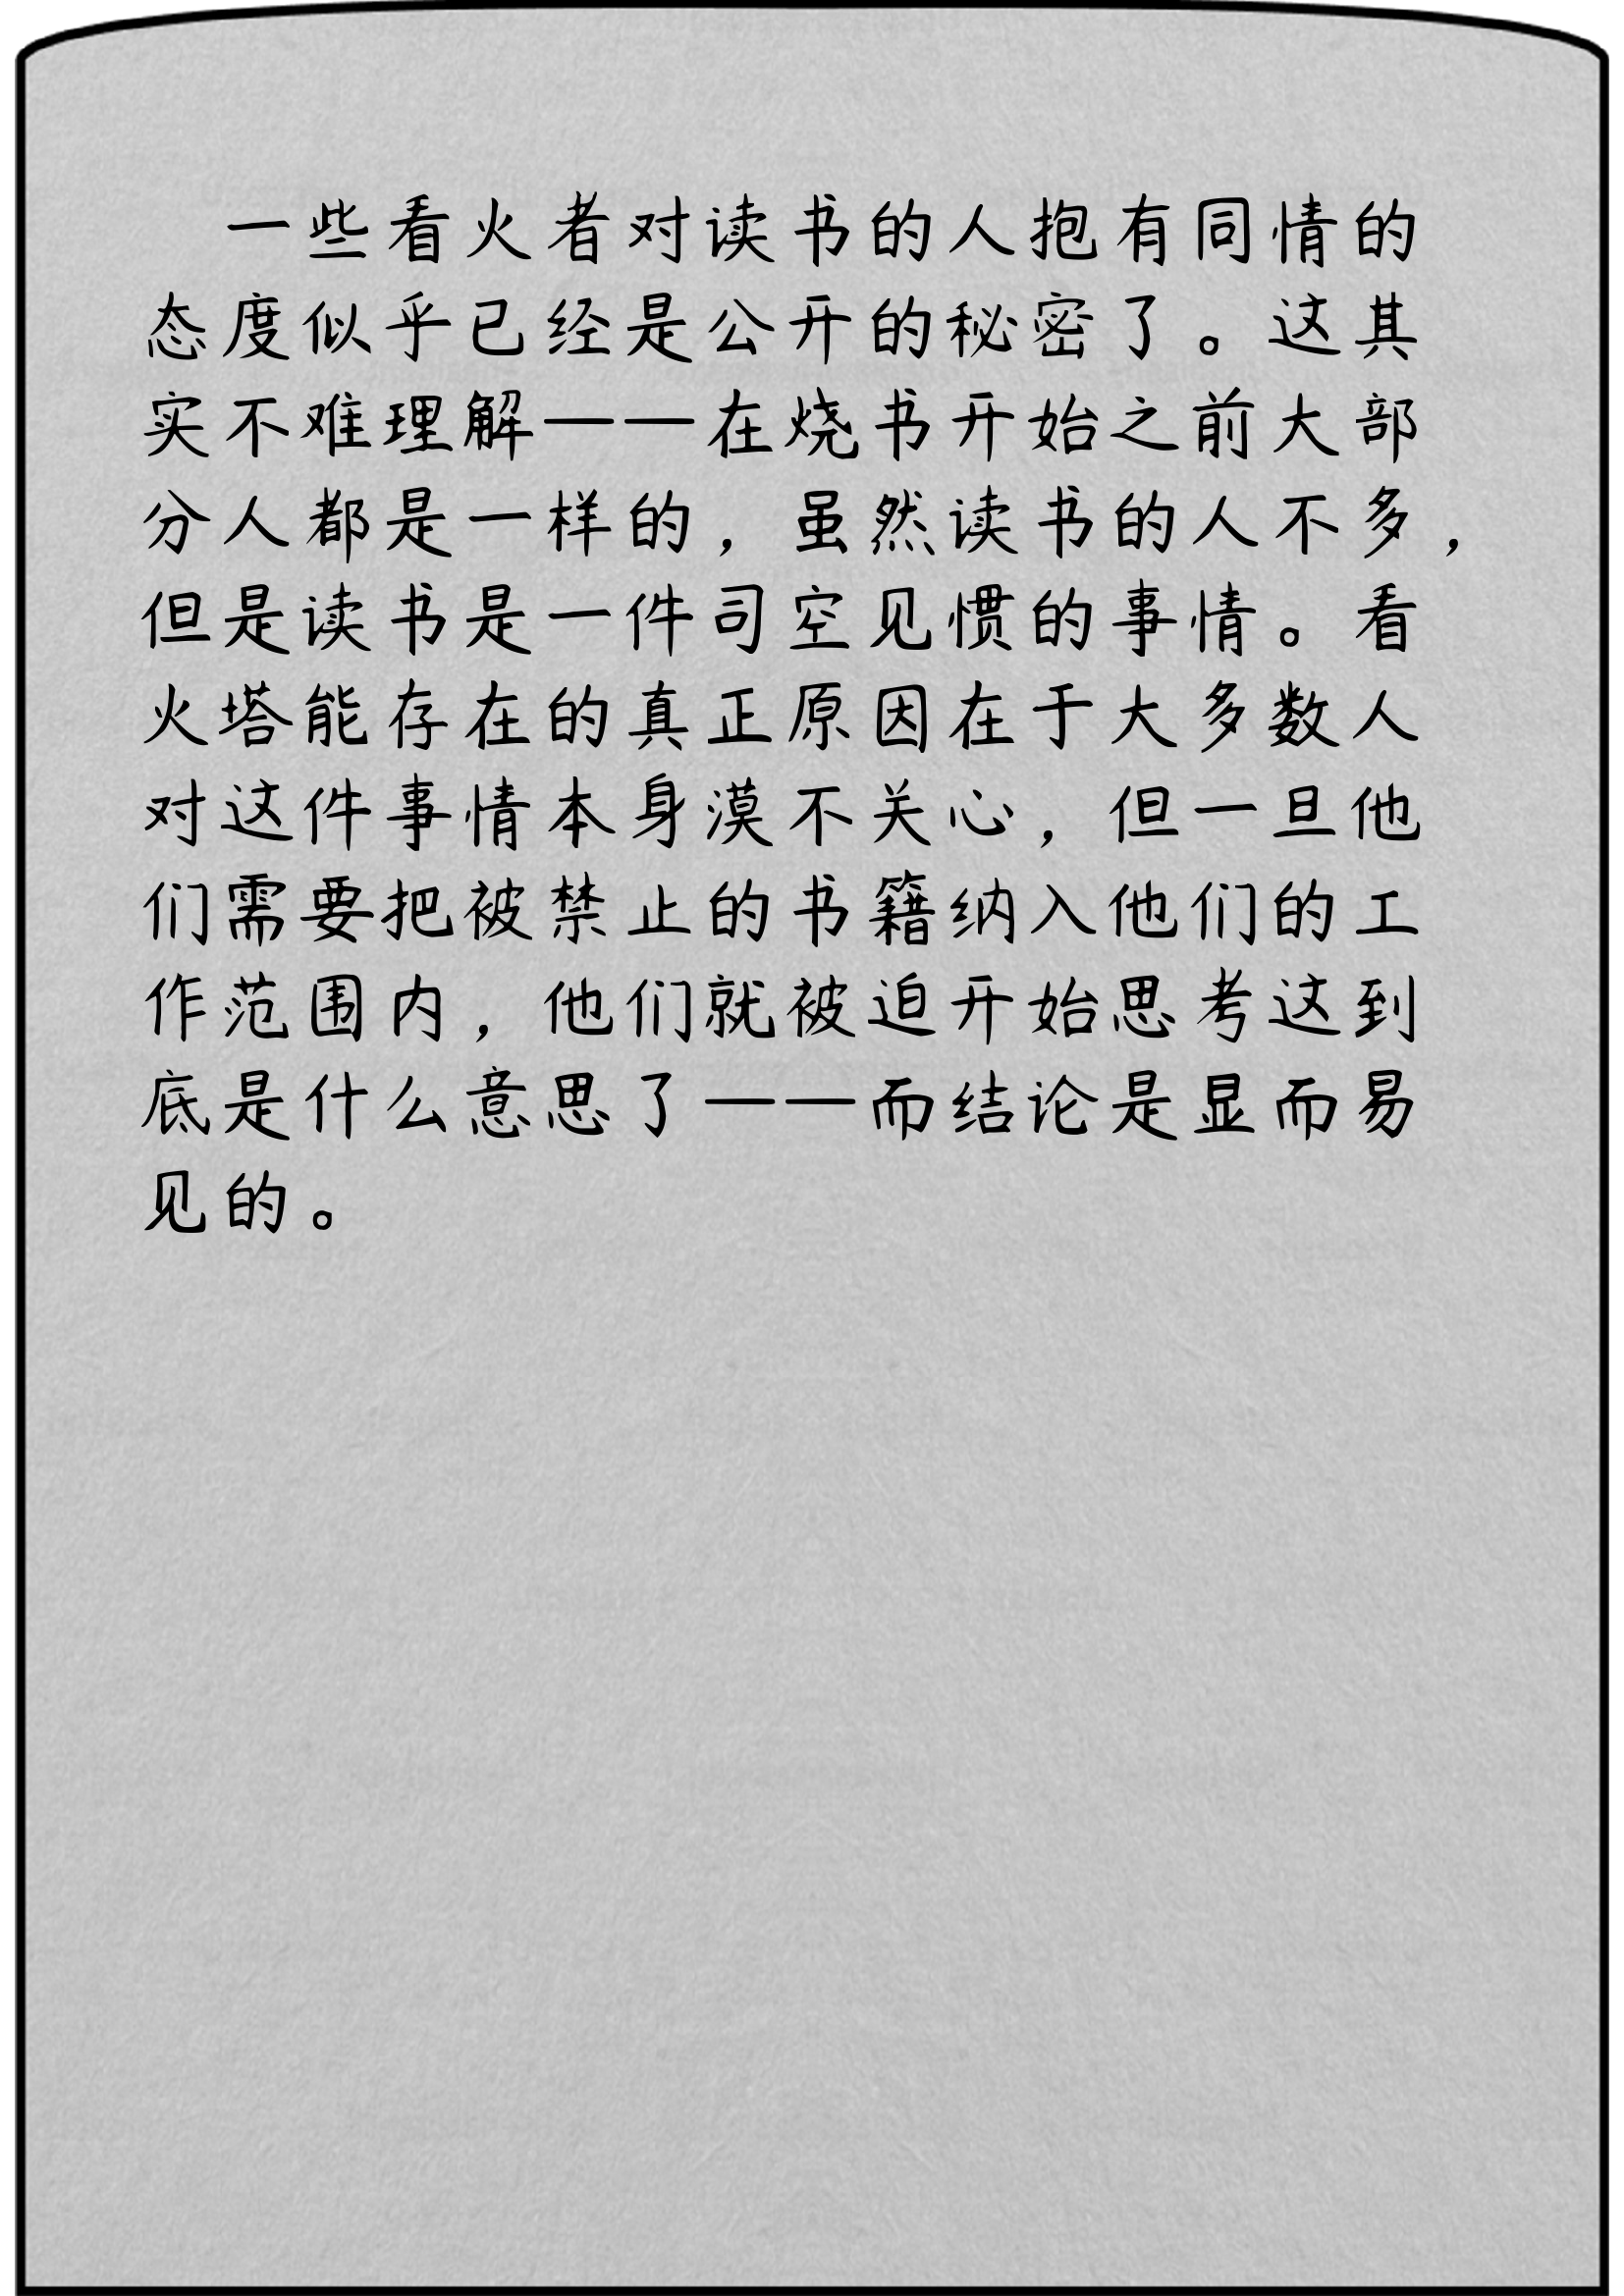 一些看火者对读书的人抱有同情的
态度似乎已经是公开的秘密了。这其
实不难理解——在烧书开始之前大部
分人都是一样的，虽然读书的人不多，
但是读书是一件司空见惯的事情。看
火塔能存在的真正原因在于大多数人
对这件事情本身漠不关心，但一旦他
们需要把被禁止的书籍纳入他们的工
作范围内，他们就被迫开始思考这到
底是什么意思了——而结论是显而易
见的。